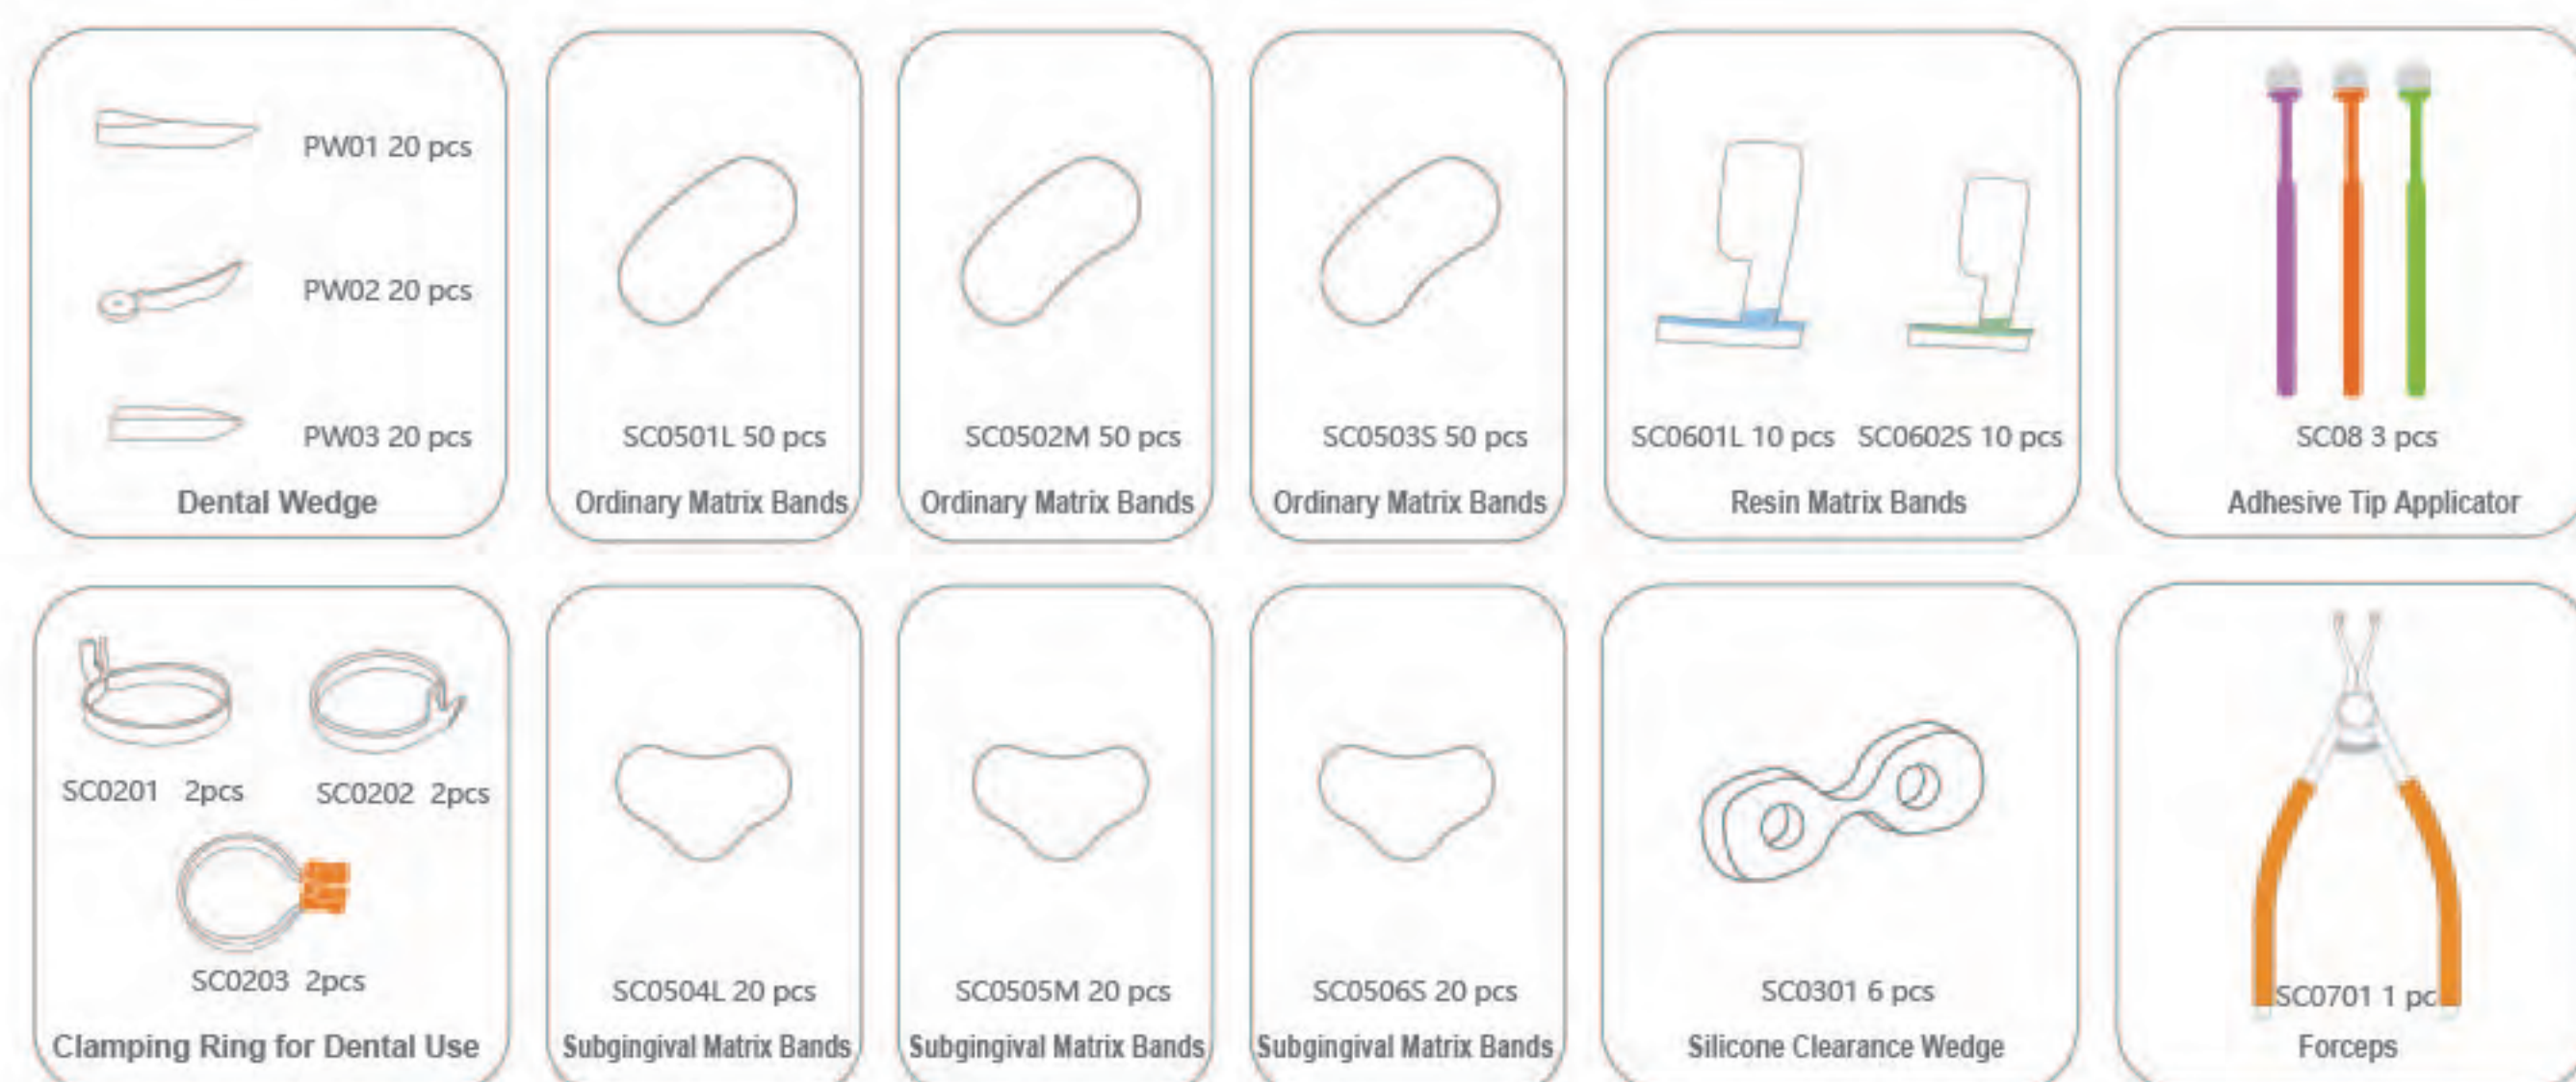 PW01 20 pcs
PW02 20 pcs
PW03 20 pcs
Dental Wedge
SC0501L 50 pcs
Ordinary Matrix Bands
SC0502M 50 pcs
Ordinary Matrix Bands
SC0503S 50 pcs
Ordinary Matrix Bands
SC0601L 10 pcs SC0602S 10 pcs
Resin Matrix Bands
SC08 3 pcs
Adhesive Tip Applicator
SC0201 2pcs
SC0202 2pcs
SC0203 2pcs
Clamping Ring for Dental Use
SC0504L 20 pcs
Subgingival Matrix Bands
SC0505M 20 pcs
Subgingival Matrix Bands
SC0506S 20 pcs
Subgingival Matrix Bands
SC0301 6 pcs
Silicone Clearance Wedge
SC0701 1 pc
Forceps